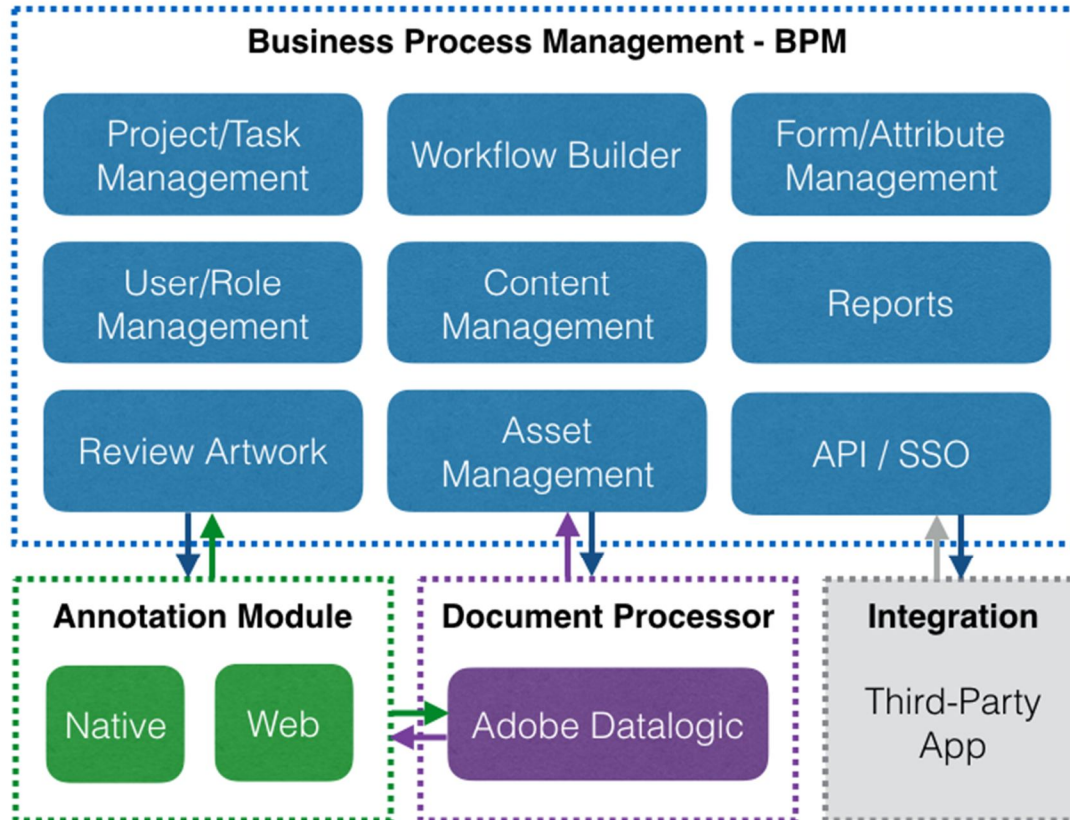 Business Process Management - BPM
Project/Task
Management
Workflow Builder
Form/Attribute
Management
User/Role
Management
Content
Management
Reports
Review Artwork
Asset
Management
API / SSO
Annotation Module
Native
Web
Document Processor
Adobe Datalogic
Integration
Third-Party
App